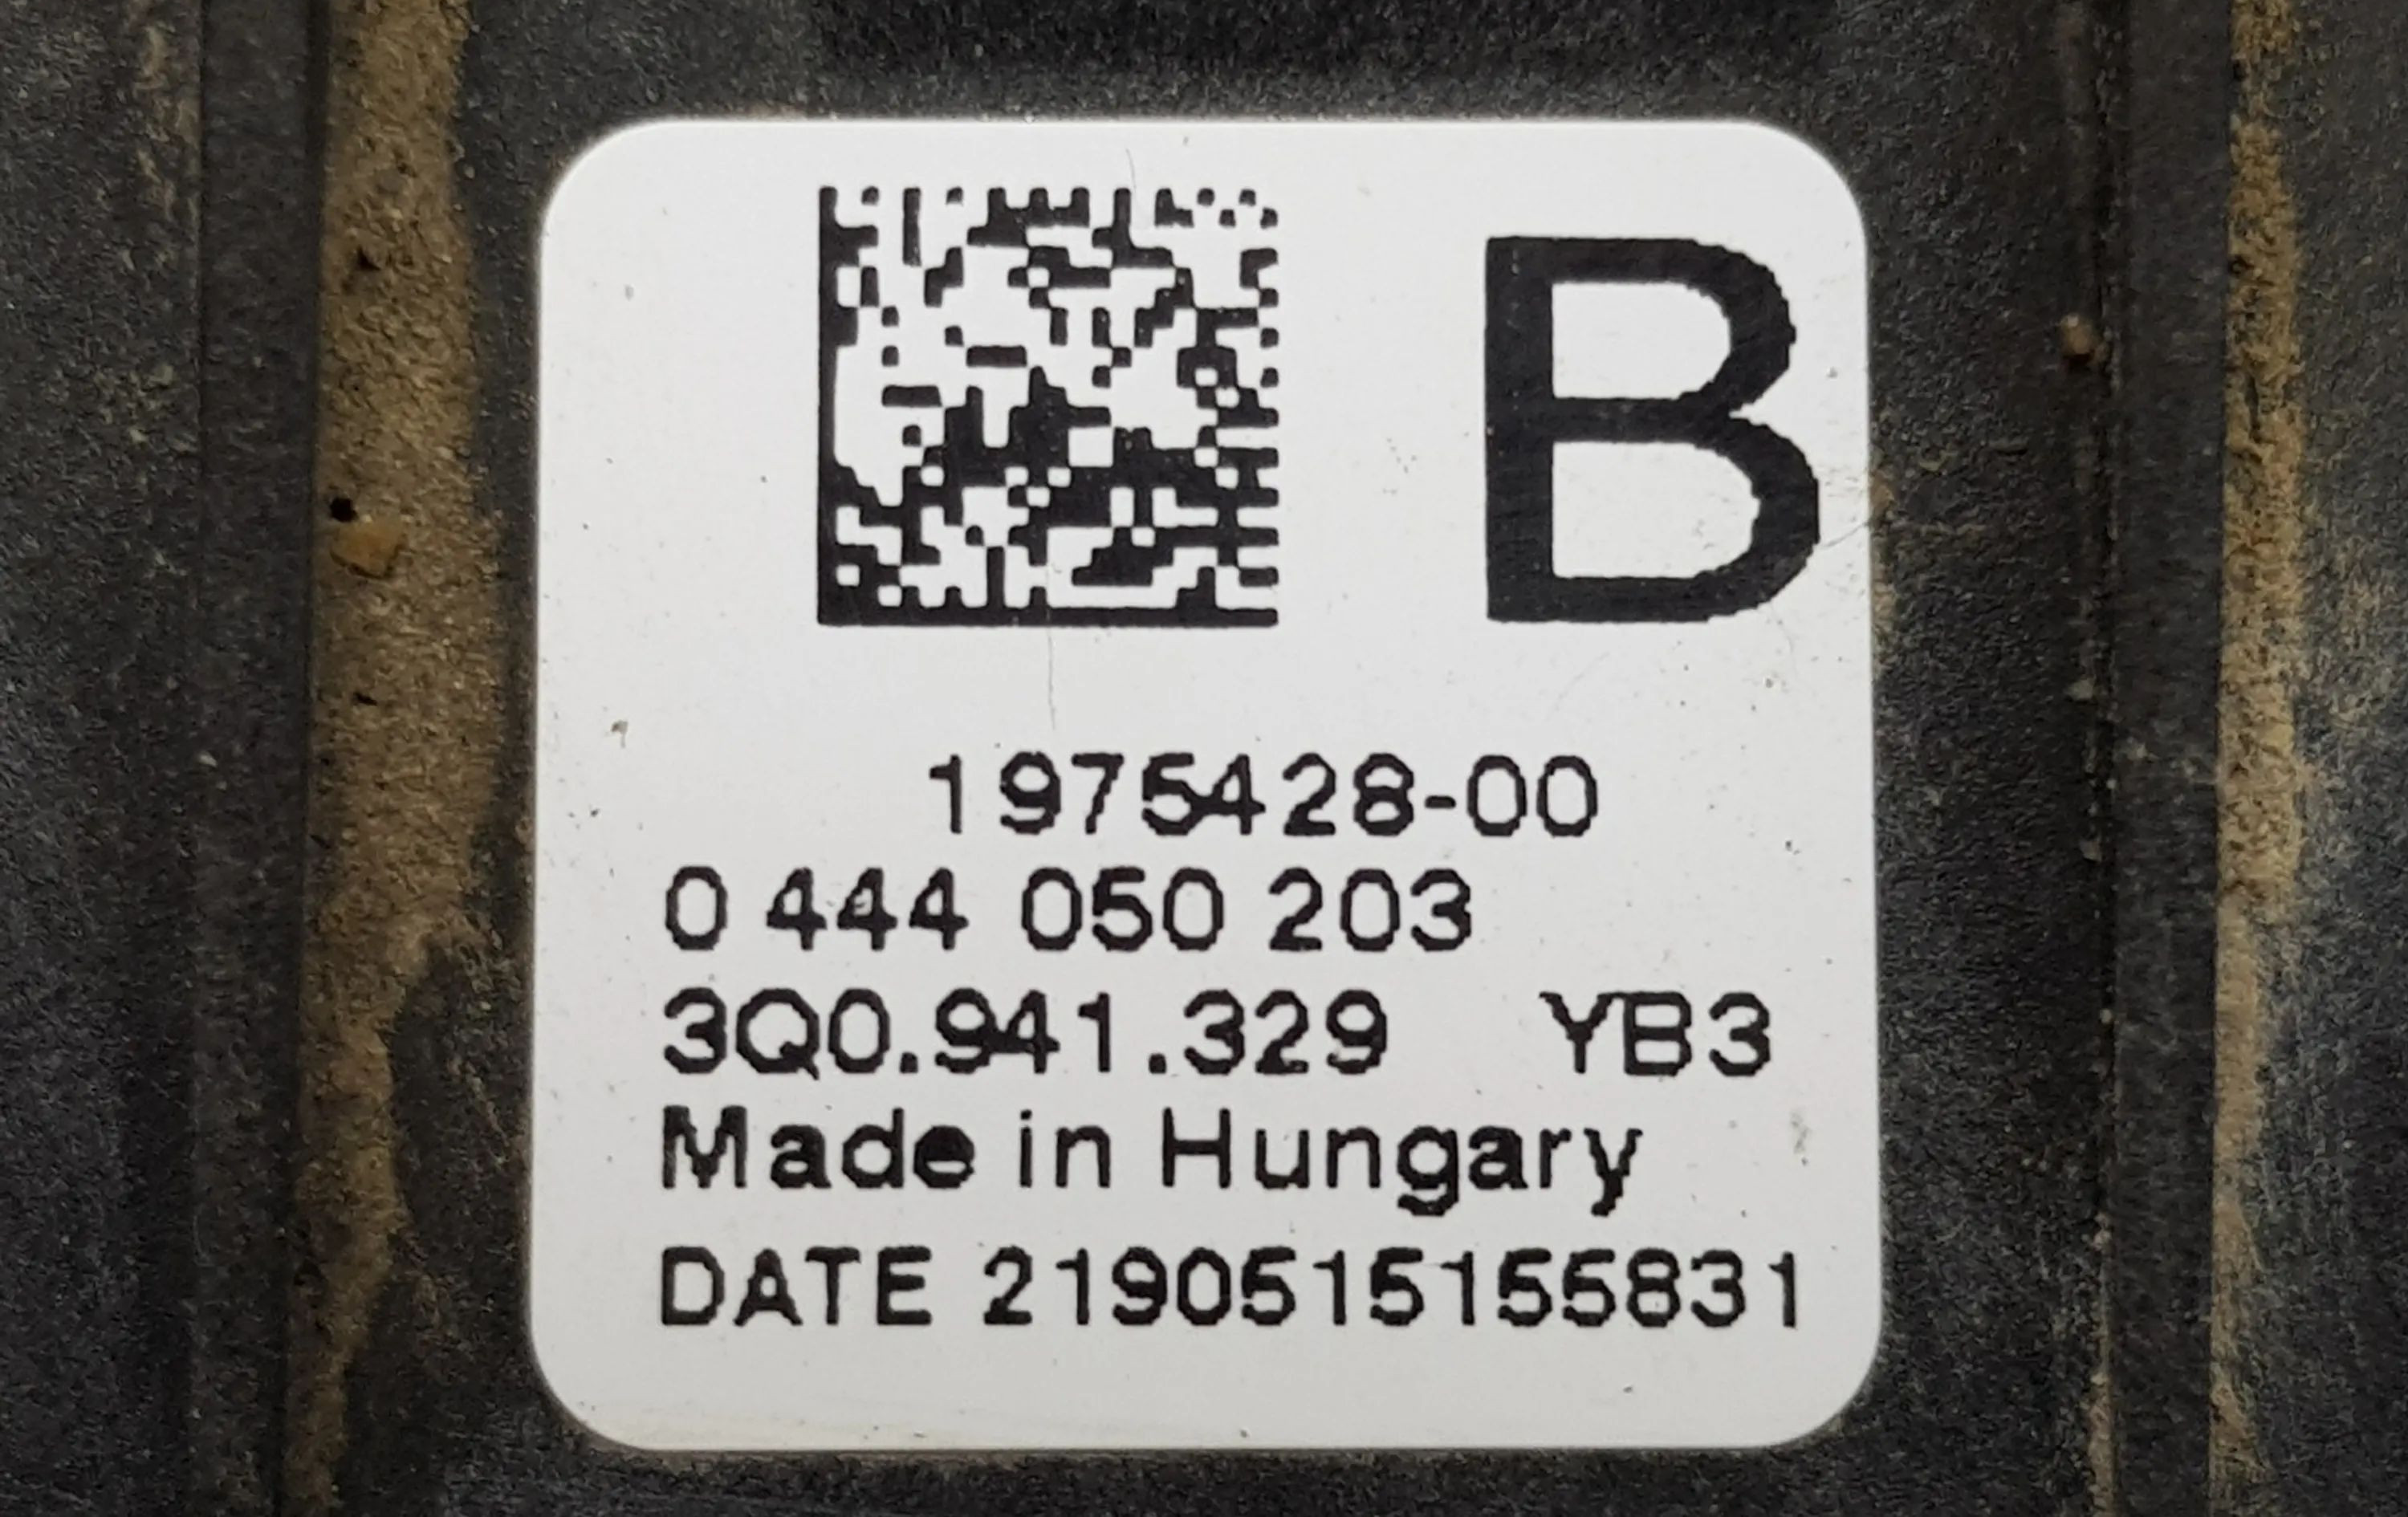 B
1975428-00
0 444 050 203
3Q0.941.329 YB3
Made in Hungary
DATE 2190515155831